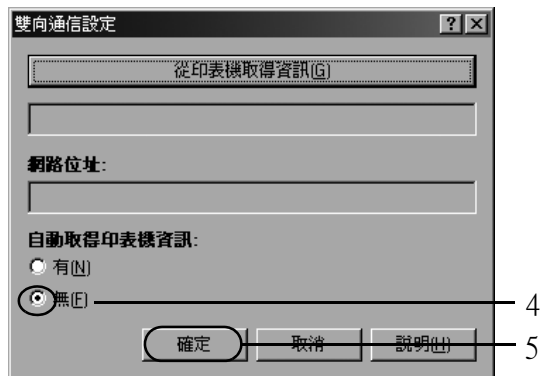 雙向通信設定
從印表機取得資訊(G)
網路位址:
自動取得印表機資訊:
有(N)
無(F) 4
確定 取消 說明(H) 5